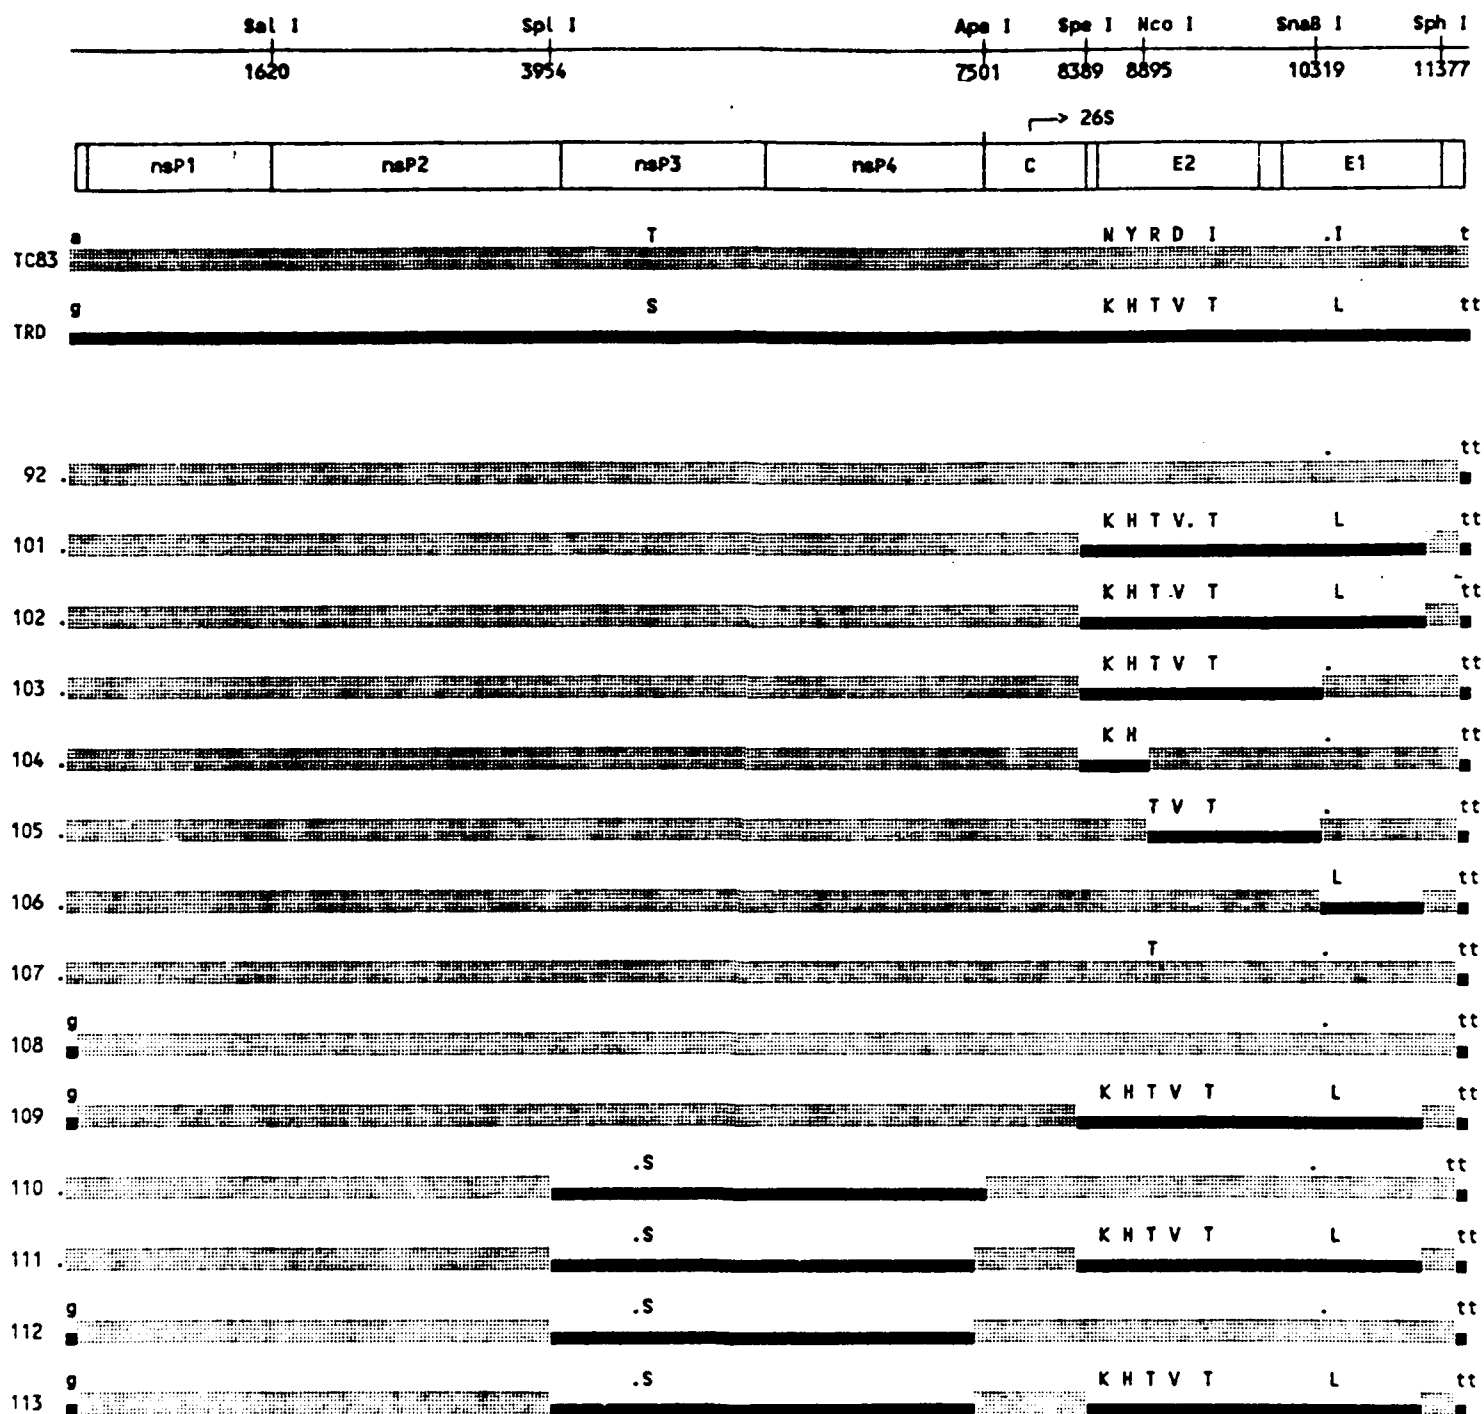 Sal I Spl I Apa I Spe I Nco I SnaB I Sph I
1620 3954 7501 8389 8895 10319 11377
26S
nsP1 nsP2 nsP3 nsP4 C E2 E1
a T N Y R D I .I t
TC83
g S K H T V T L tt
TRD
. tt
92 .
K H T V. T L tt
101 .
K H T V T L tt
102 .
K H T V T . tt
103 .
K H . tt
104 .
T V T . tt
105 .
L tt
106 .
T . tt
107 .
g . tt
108
g K H T V T L tt
109
.S . tt
110 .
.S K H T V T L tt
111 .
g .S . tt
112
g .S K H T V T L tt
113